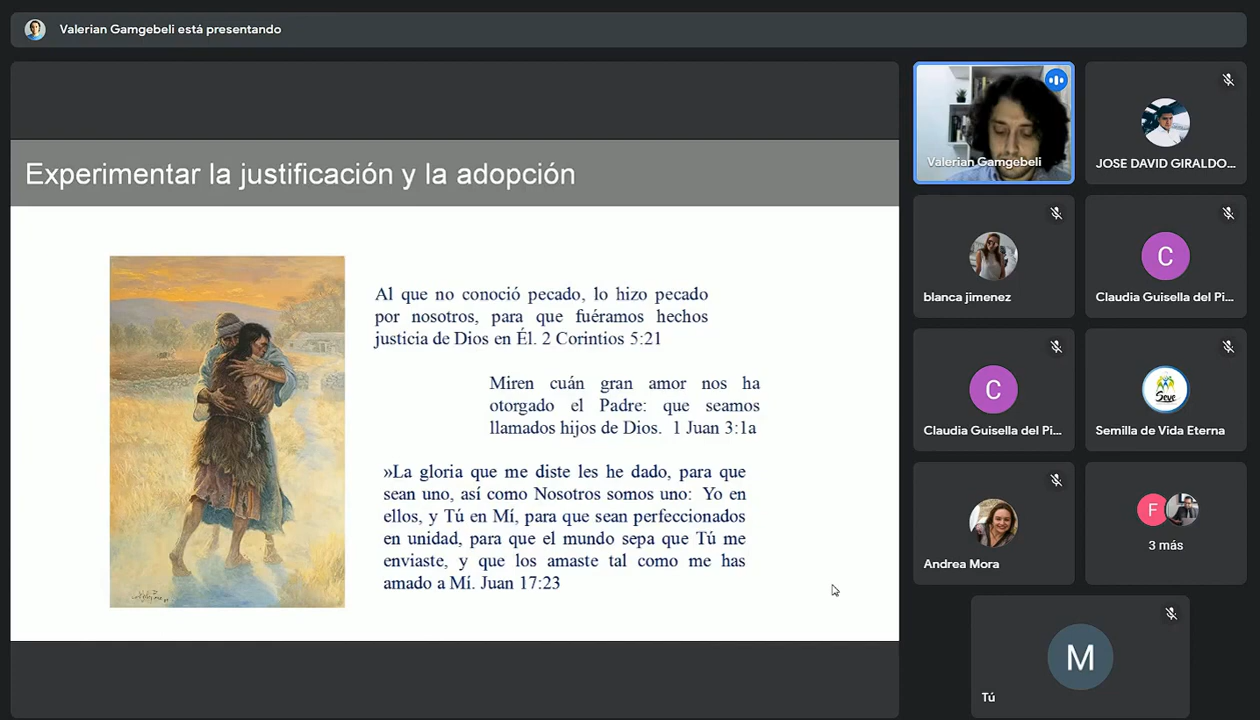 Valerian Gamgebeli está presentando
Experimentar la justificación y la adopción
Al que no conoció pecado, lo hizo pecado
por nosotros, para que fuéramos hechos
justicia de Dios en Él. 2 Corintios 5:21
Miren cuán gran amor nos ha
otorgado el Padre: que seamos
llamados hijos de Dios. 1 Juan 3:1a
»La gloria que me diste les he dado, para que
sean uno, así como Nosotros somos uno: Yo en
ellos, y Tú en Mí, para que sean perfeccionados
en unidad, para que el mundo sepa que Tú me
enviaste, y que los amaste tal como me has
amado a Mí. Juan 17:23
Valerian Gamgebeli
JOSE DAVID GIRALDO...
blanca jimenez
C
Claudia Guisella del Pi...
C
Claudia Guisella del Pi...
Seve
Semilla de Vida Eterna
Andrea Mora
F
3 más
M
Tú